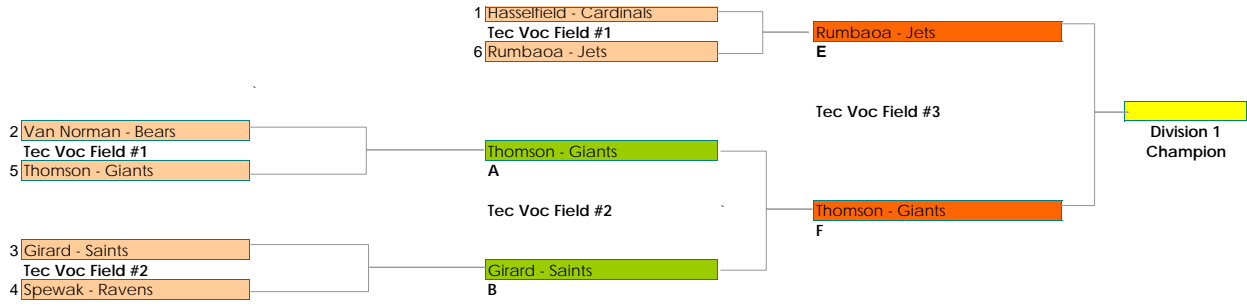 1 Hasselfield - Cardinals
Tec Voc Field #1
6 Rumbaoa - Jets
Rumbaoa - Jets
E
Tec Voc Field #3
Division 1
Champion
2 Van Norman - Bears
Tec Voc Field #1
5 Thomson - Giants
Thomson - Giants
A
Tec Voc Field #2
Thomson - Giants
F
3 Girard - Saints
Tec Voc Field #2
4 Spewak - Ravens
Girard - Saints
B